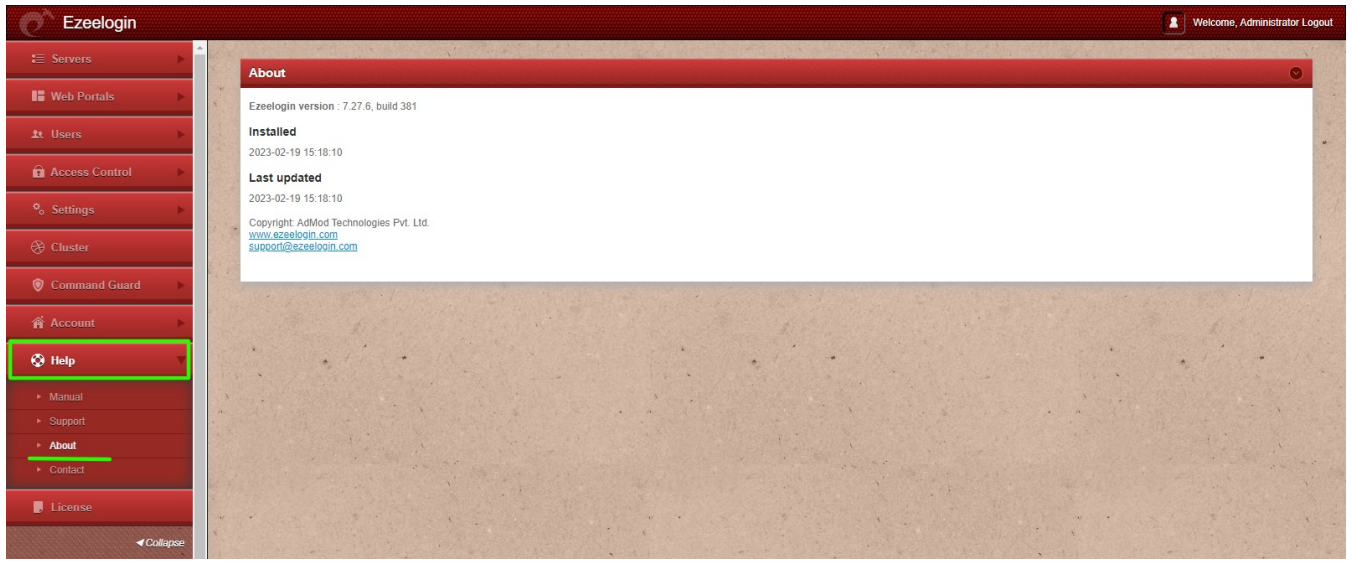 Ezeelogin
Welcome, Administrator Logout
Servers
Web Portals
Users
Access Control
Settings
Cluster
Command Guard
Account
Help
Manual
Support
About
Contact
License
Collapse
About
Ezeelogin version : 7.27.6, build 381
Installed
2023-02-19 15:18:10
Last updated
2023-02-19 15:18:10
Copyright: AdMod Technologies Pvt. Ltd.
www.ezeelogin.com
support@ezeelogin.com